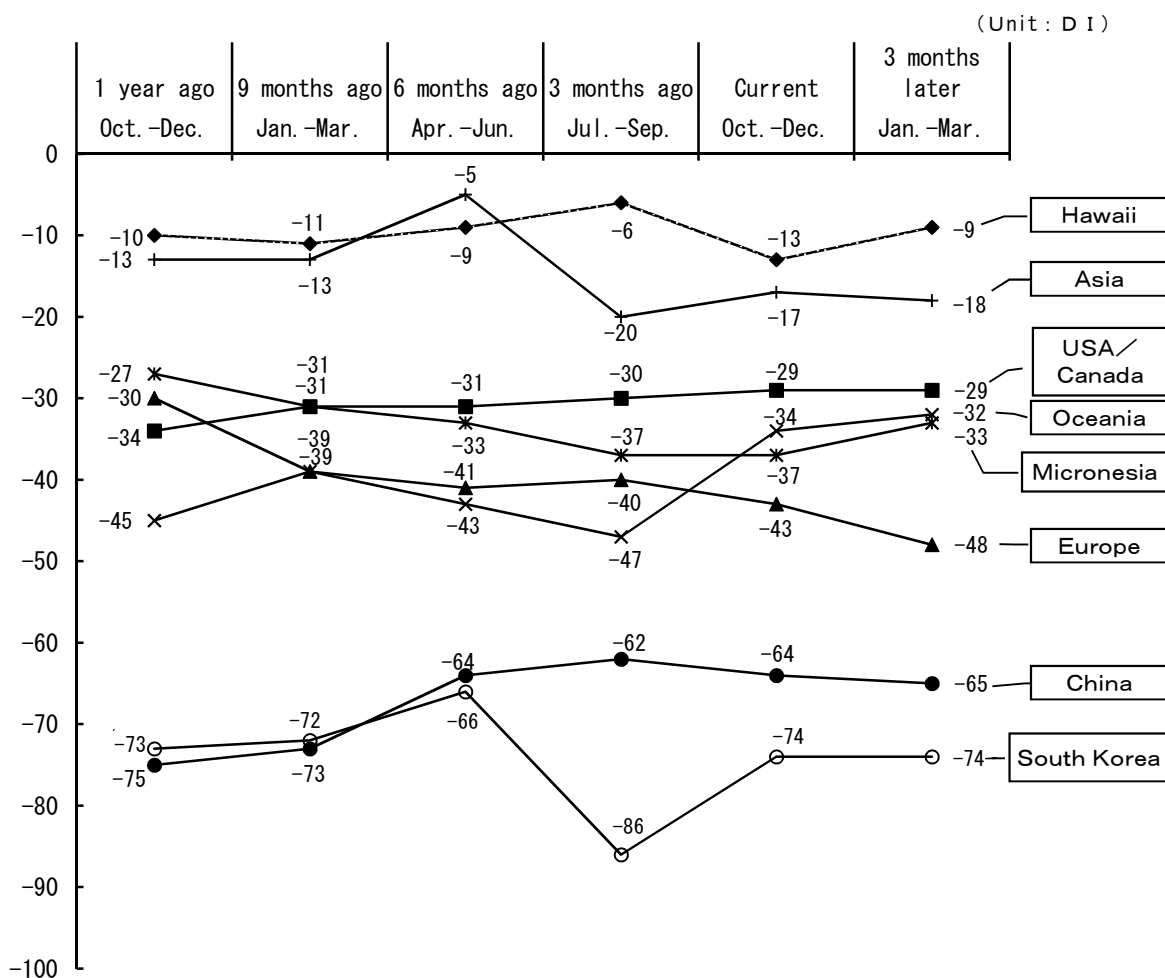 (Unit：DI)
1 year ago
Oct.-Dec.
9 months ago
Jan.-Mar.
6 months ago
Apr.-Jun.
3 months ago
Jul.-Sep.
Current
Oct.-Dec.
3 months
later
Jan.-Mar.
0
-10
-20
-30
-40
-50
-60
-70
-80
-90
-100
-10
-11
-9
-6
-13
-9
Hawaii
-13
-13
-5
-20
-17
-18
Asia
-34
-31
-31
-30
-29
-29
USA／
Canada
-45
-39
-43
-47
-34
-32
Oceania
-27
-31
-33
-37
-37
-33
Micronesia
-30
-39
-41
-40
-43
-48
Europe
-75
-73
-64
-62
-64
-65
China
-73
-72
-66
-86
-74
-74
South Korea